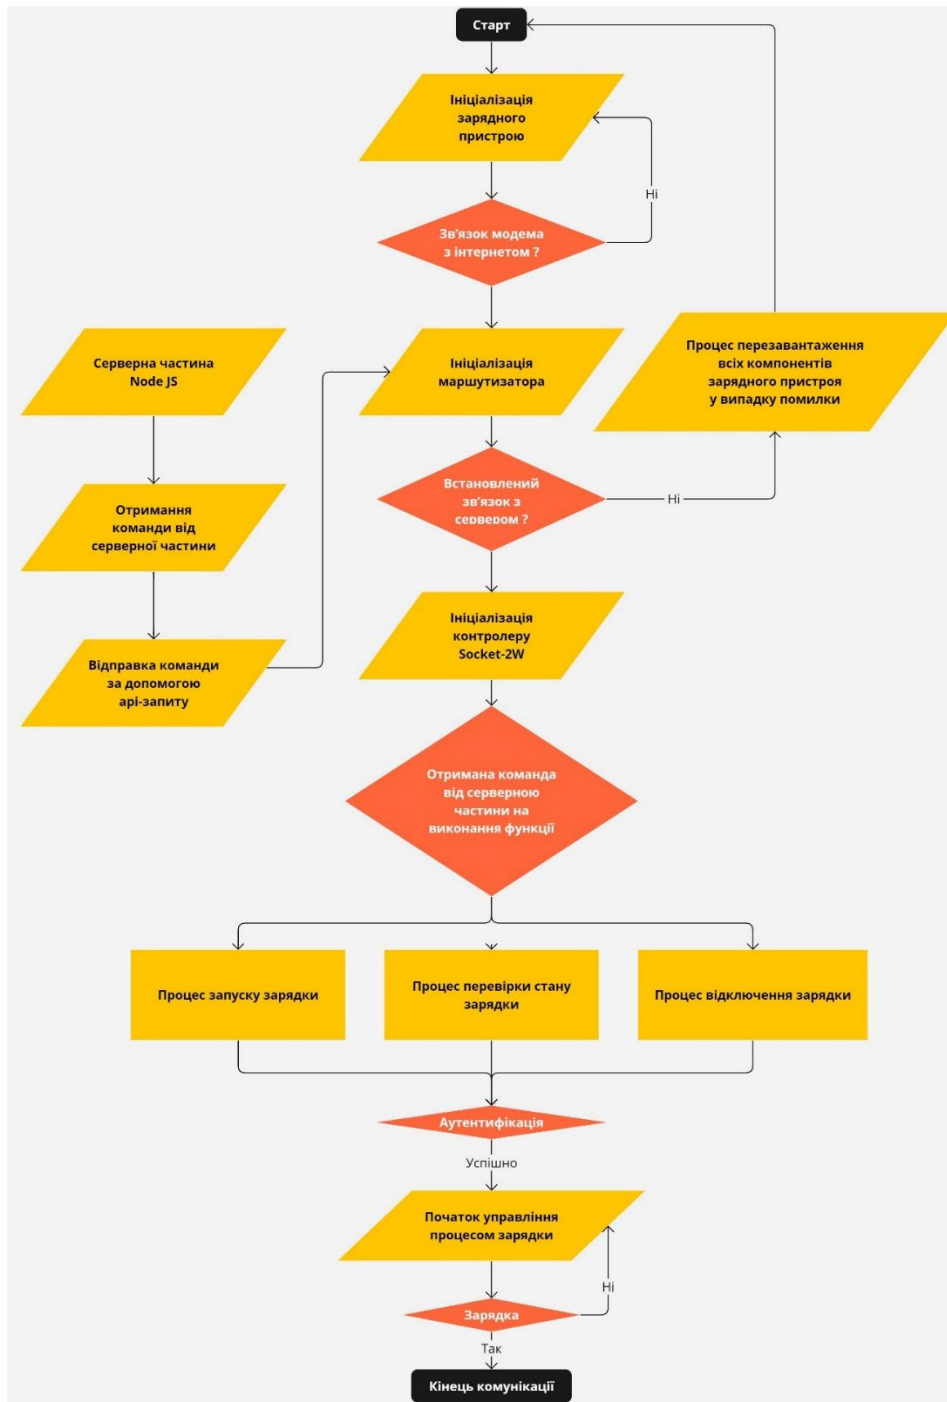 Старт
Ініціалізація
зарядного
пристрою
Ні
Зв'язок модема
з інтернетом ?
Серверна частина
Node JS
Ініціалізація
маршутизатора
Процес перезавантаження
всіх компонентів
зарядного пристроя
у випадку помилки
Отримання
команди від
серверної частини
Встановлений
зв'язок з
сервером ?
Ні
Відправка команди
за допомогою
арі-запиту
Ініціалізація
контролеру
Socket-2W
Отримана команда
від серверною
частини на
виконання функції
Процес запуску зарядки
Процес перевірки стану
зарядки
Процес відключення зарядки
Аутентифікація
Успішно
Початок управління
процесом зарядки
Ні
Зарядка
Так
Кінець комунікації